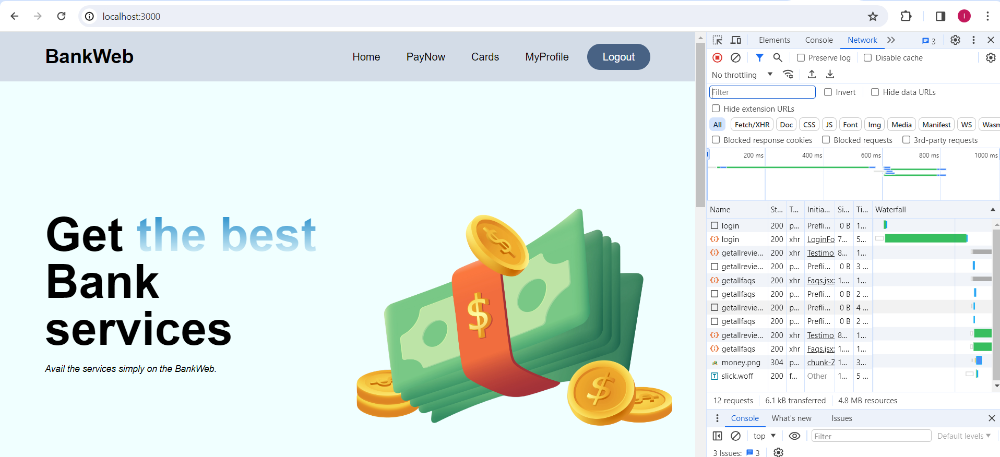 localhost:3000
BankWeb
Home PayNow Cards MyProfile Logout
Get the best
Bank
services
Avail the services simply on the BankWeb.
Elements Console Network 3
Preserve log Disable cache
No throttling
Filter Invert Hide data URLs
Hide extension URLs
All Fetch/XHR Doc CSS JS Font Img Media Manifest WS Wasm
Blocked response cookies Blocked requests 3rd-party requests
200 ms 400 ms 600 ms 800 ms 1000 ms
Name St... T... Initia... Si... Ti... Waterfall
login 200 p... Prefli... 0 B 1...
login 200 xhr LoginFo 7... 5...
getallrevie... 200 xhr Testimo 8... 1...
getallrevie... 200 p... Prefli... 0 B 3 ...
getallfaqs 200 xhr Faqs.jsx: 1.... 1...
getallfaqs 200 p... Prefli... 0 B 2 ...
getallrevie... 200 p... Prefli... 0 B 4 ...
getallfaqs 200 p... Prefli... 0 B 2 ...
getallrevie... 200 xhr Testimo 8... 1...
getallfaqs 200 xhr Faqs.jsx: 1.... 1...
money.png 304 p... chunk-Z 1... 3...
slick.woff 200 f... Other 1... 5 ...
12 requests 6.1 kB transferred 4.8 MB resources
Console What's new Issues
top Filter Default levels
3 Issues: 3